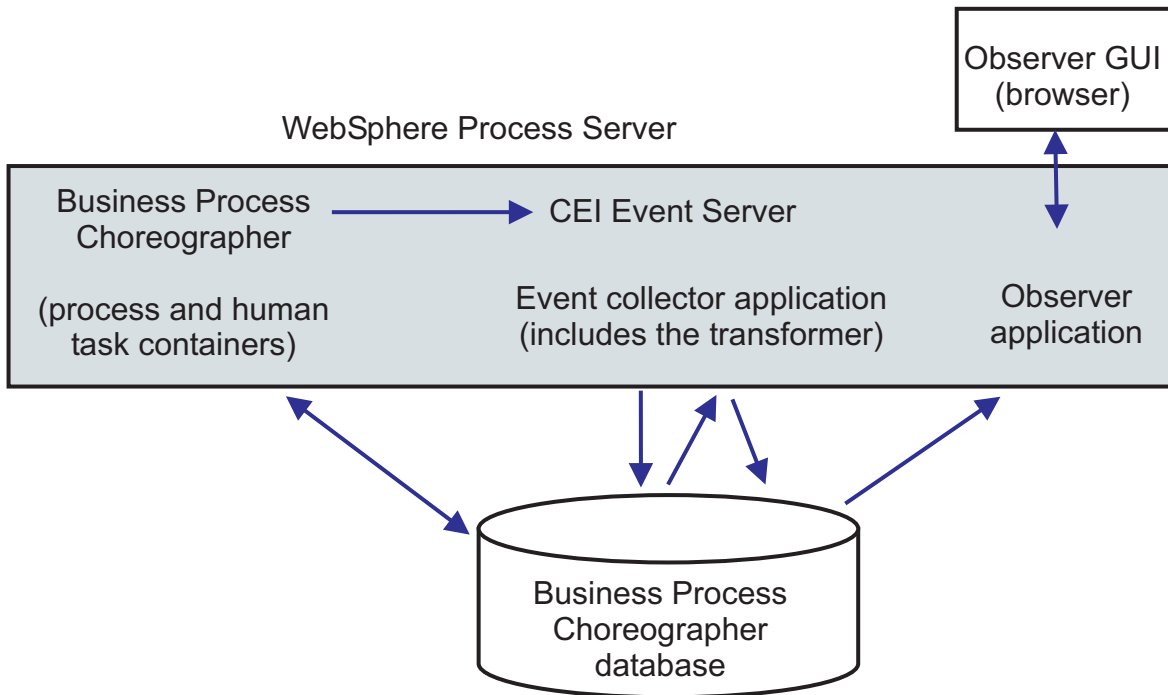 Observer GUI
(browser)
WebSphere Process Server
Business Process
Choreographer
(process and human
task containers)
CEI Event Server
Event collector application
(includes the transformer)
Observer
application
Business Process
Choreographer
database